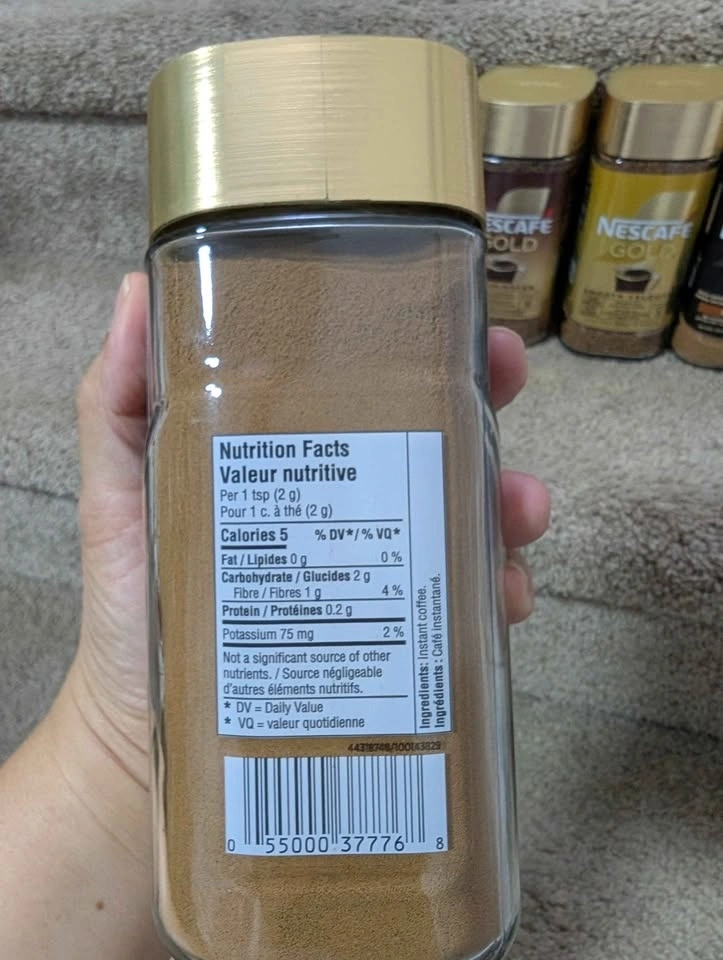 Nutrition Facts
Valeur nutritive
Per 1 tsp (2 g)
Pour 1 c. à thé (2 g)
Calories 5 % DV*/% VQ*
Fat / Lipides 0 g 0 %
Carbohydrate / Glucides 2 g
Fibre / Fibres 1 g 4 %
Protein / Protéines 0.2 g
Potassium 75 mg 2 %
Not a significant source of other
nutrients. / Source négligeable
d'autres éléments nutritifs.
* DV = Daily Value
* VQ = valeur quotidienne
Ingredients: Instant coffee.
Ingrédients : Café instantané.
0 55000 37776 8
ESCAFÉ
GOLD
NESCAFÉ
GOLD